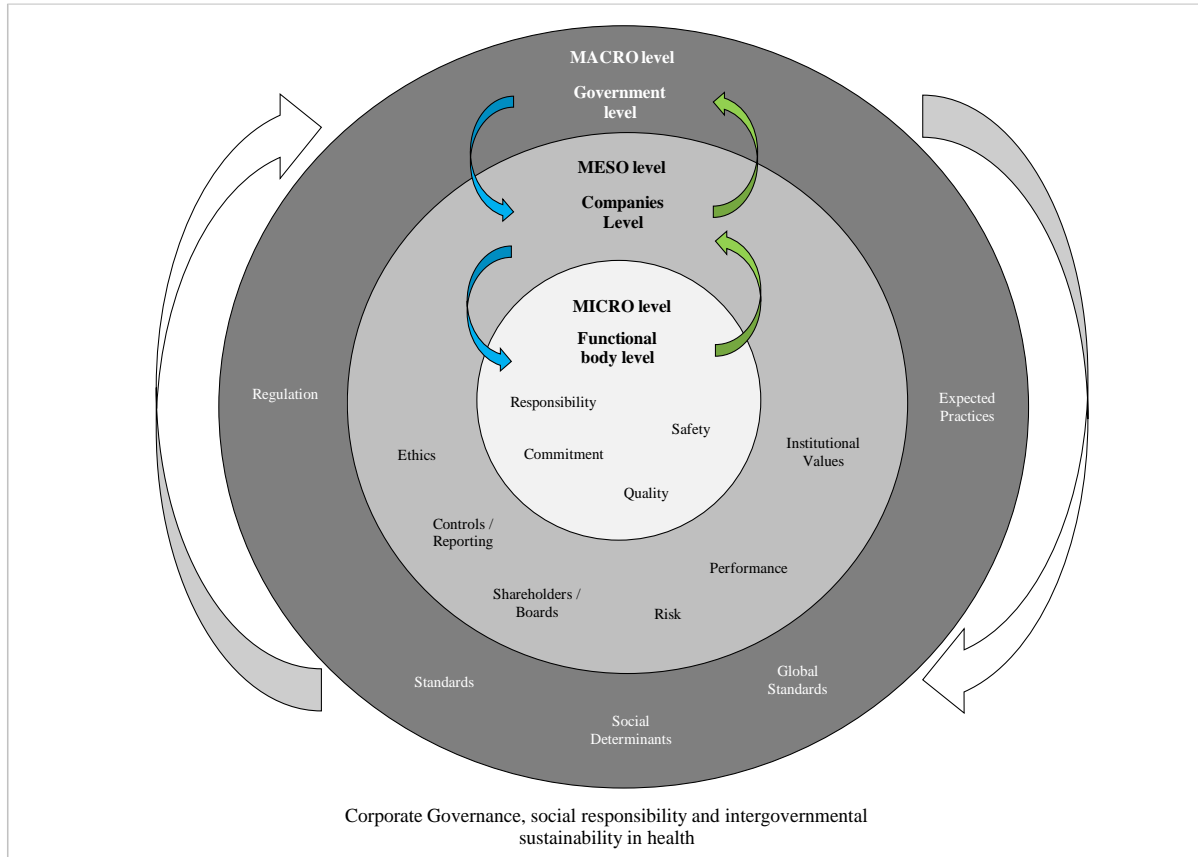 MACRO level
Government
level
MESO level
Companies
Level
MICRO level
Functional
body level
Responsibility
Safety
Commitment
Quality
Regulation
Expected
Practices
Ethics
Institutional
Values
Controls /
Reporting
Performance
Shareholders /
Boards
Risk
Standards
Global
Standards
Social
Determinants
Corporate Governance, social responsibility and intergovernmental
sustainability in health